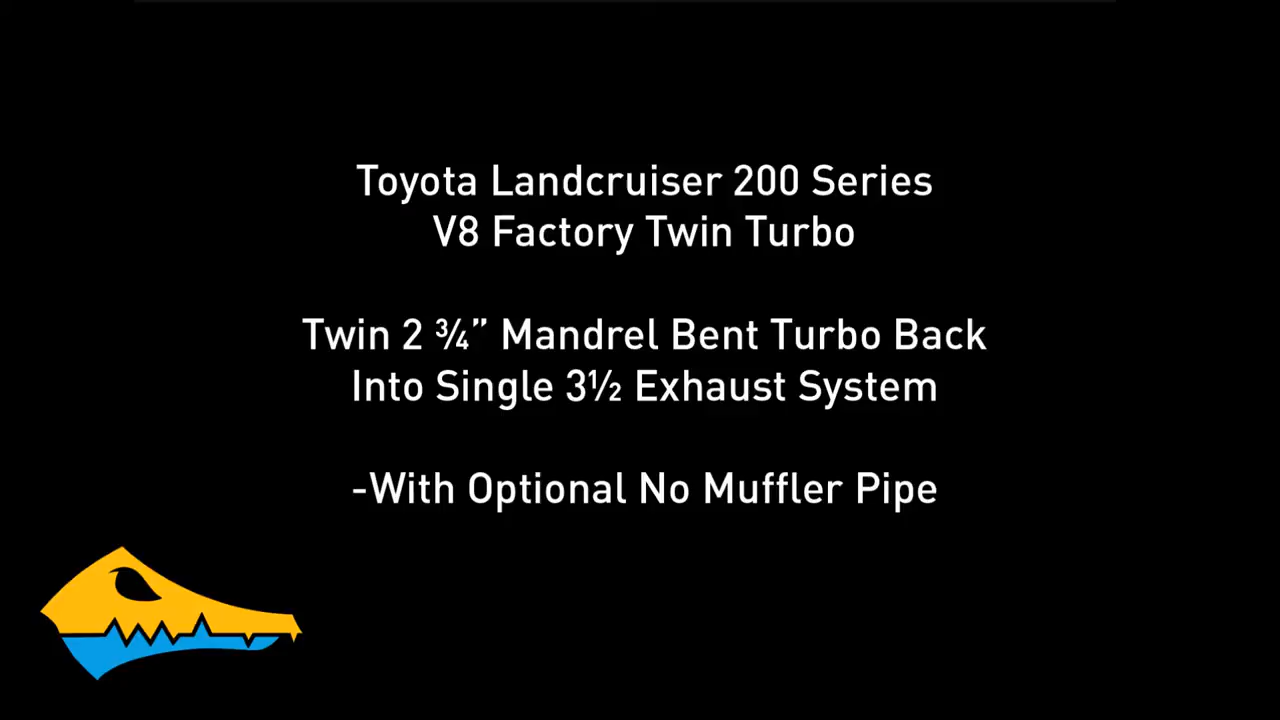 Toyota Landcruiser 200 Series
V8 Factory Twin Turbo
Twin 2 ¾” Mandrel Bent Turbo Back
Into Single 3½ Exhaust System
-With Optional No Muffler Pipe